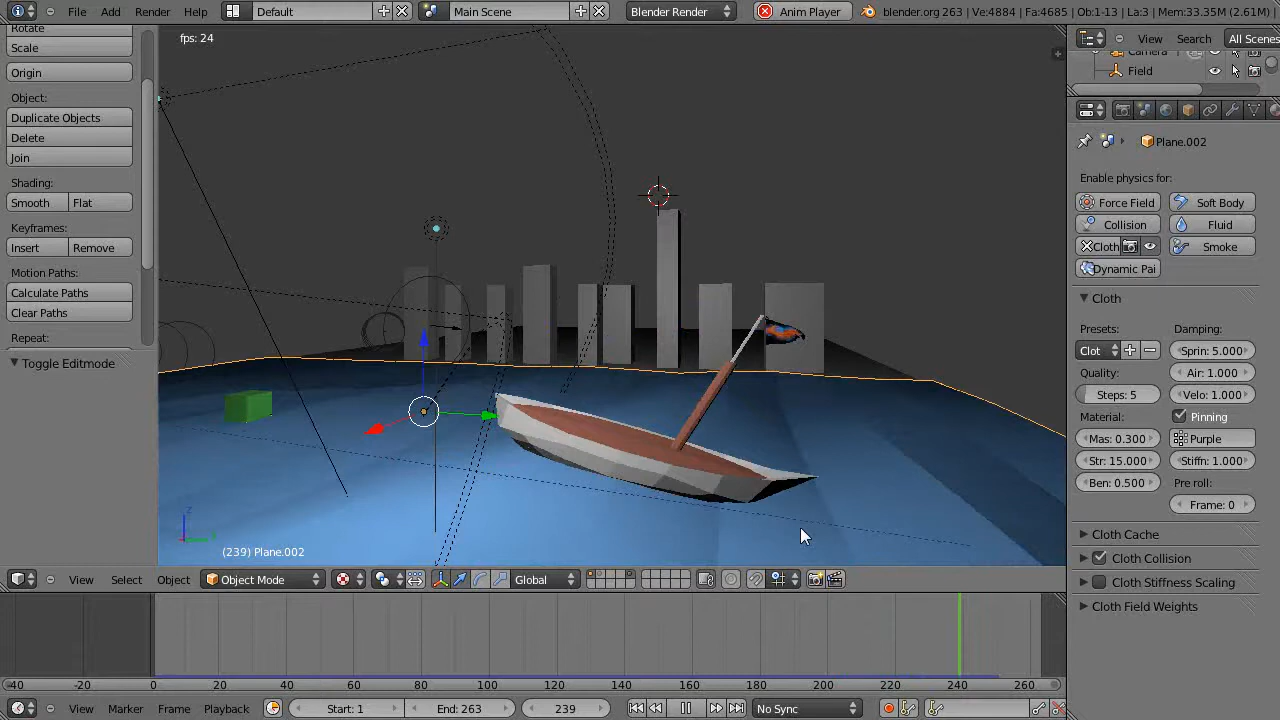 File Add Render Help Default Main Scene Blender Render Anim Player blender.org 263 | Ve:4884 | Fa:4685 | Ob:1-13 | La:3 | Mem:33.35M (2.61M) |
fps: 24
Rotate
Scale
Origin
Object:
Duplicate Objects
Delete
Join
Shading:
Smooth Flat
Keyframes:
Insert Remove
Motion Paths:
Calculate Paths
Clear Paths
Repeat:
Toggle Editmode
View Search All Scenes
Camera
Field
Plane.002
Enable physics for:
Force Field Soft Body
Collision Fluid
Cloth Smoke
Dynamic Pai
Cloth
Presets: Damping:
Clot Sprin: 5.000
Quality: Air: 1.000
Steps: 5 Velo: 1.000
Material: Pinning
Mas: 0.300 Purple
Str: 15.000 Stiffn: 1.000
Ben: 0.500 Pre roll:
Frame: 0
Cloth Cache
Cloth Collision
Cloth Stiffness Scaling
Cloth Field Weights
(239) Plane.002
View Select Object Object Mode Global
-40 -20 0 20 40 60 80 100 120 140 160 180 200 220 240 260
View Marker Frame Playback Start: 1 End: 263 239 No Sync